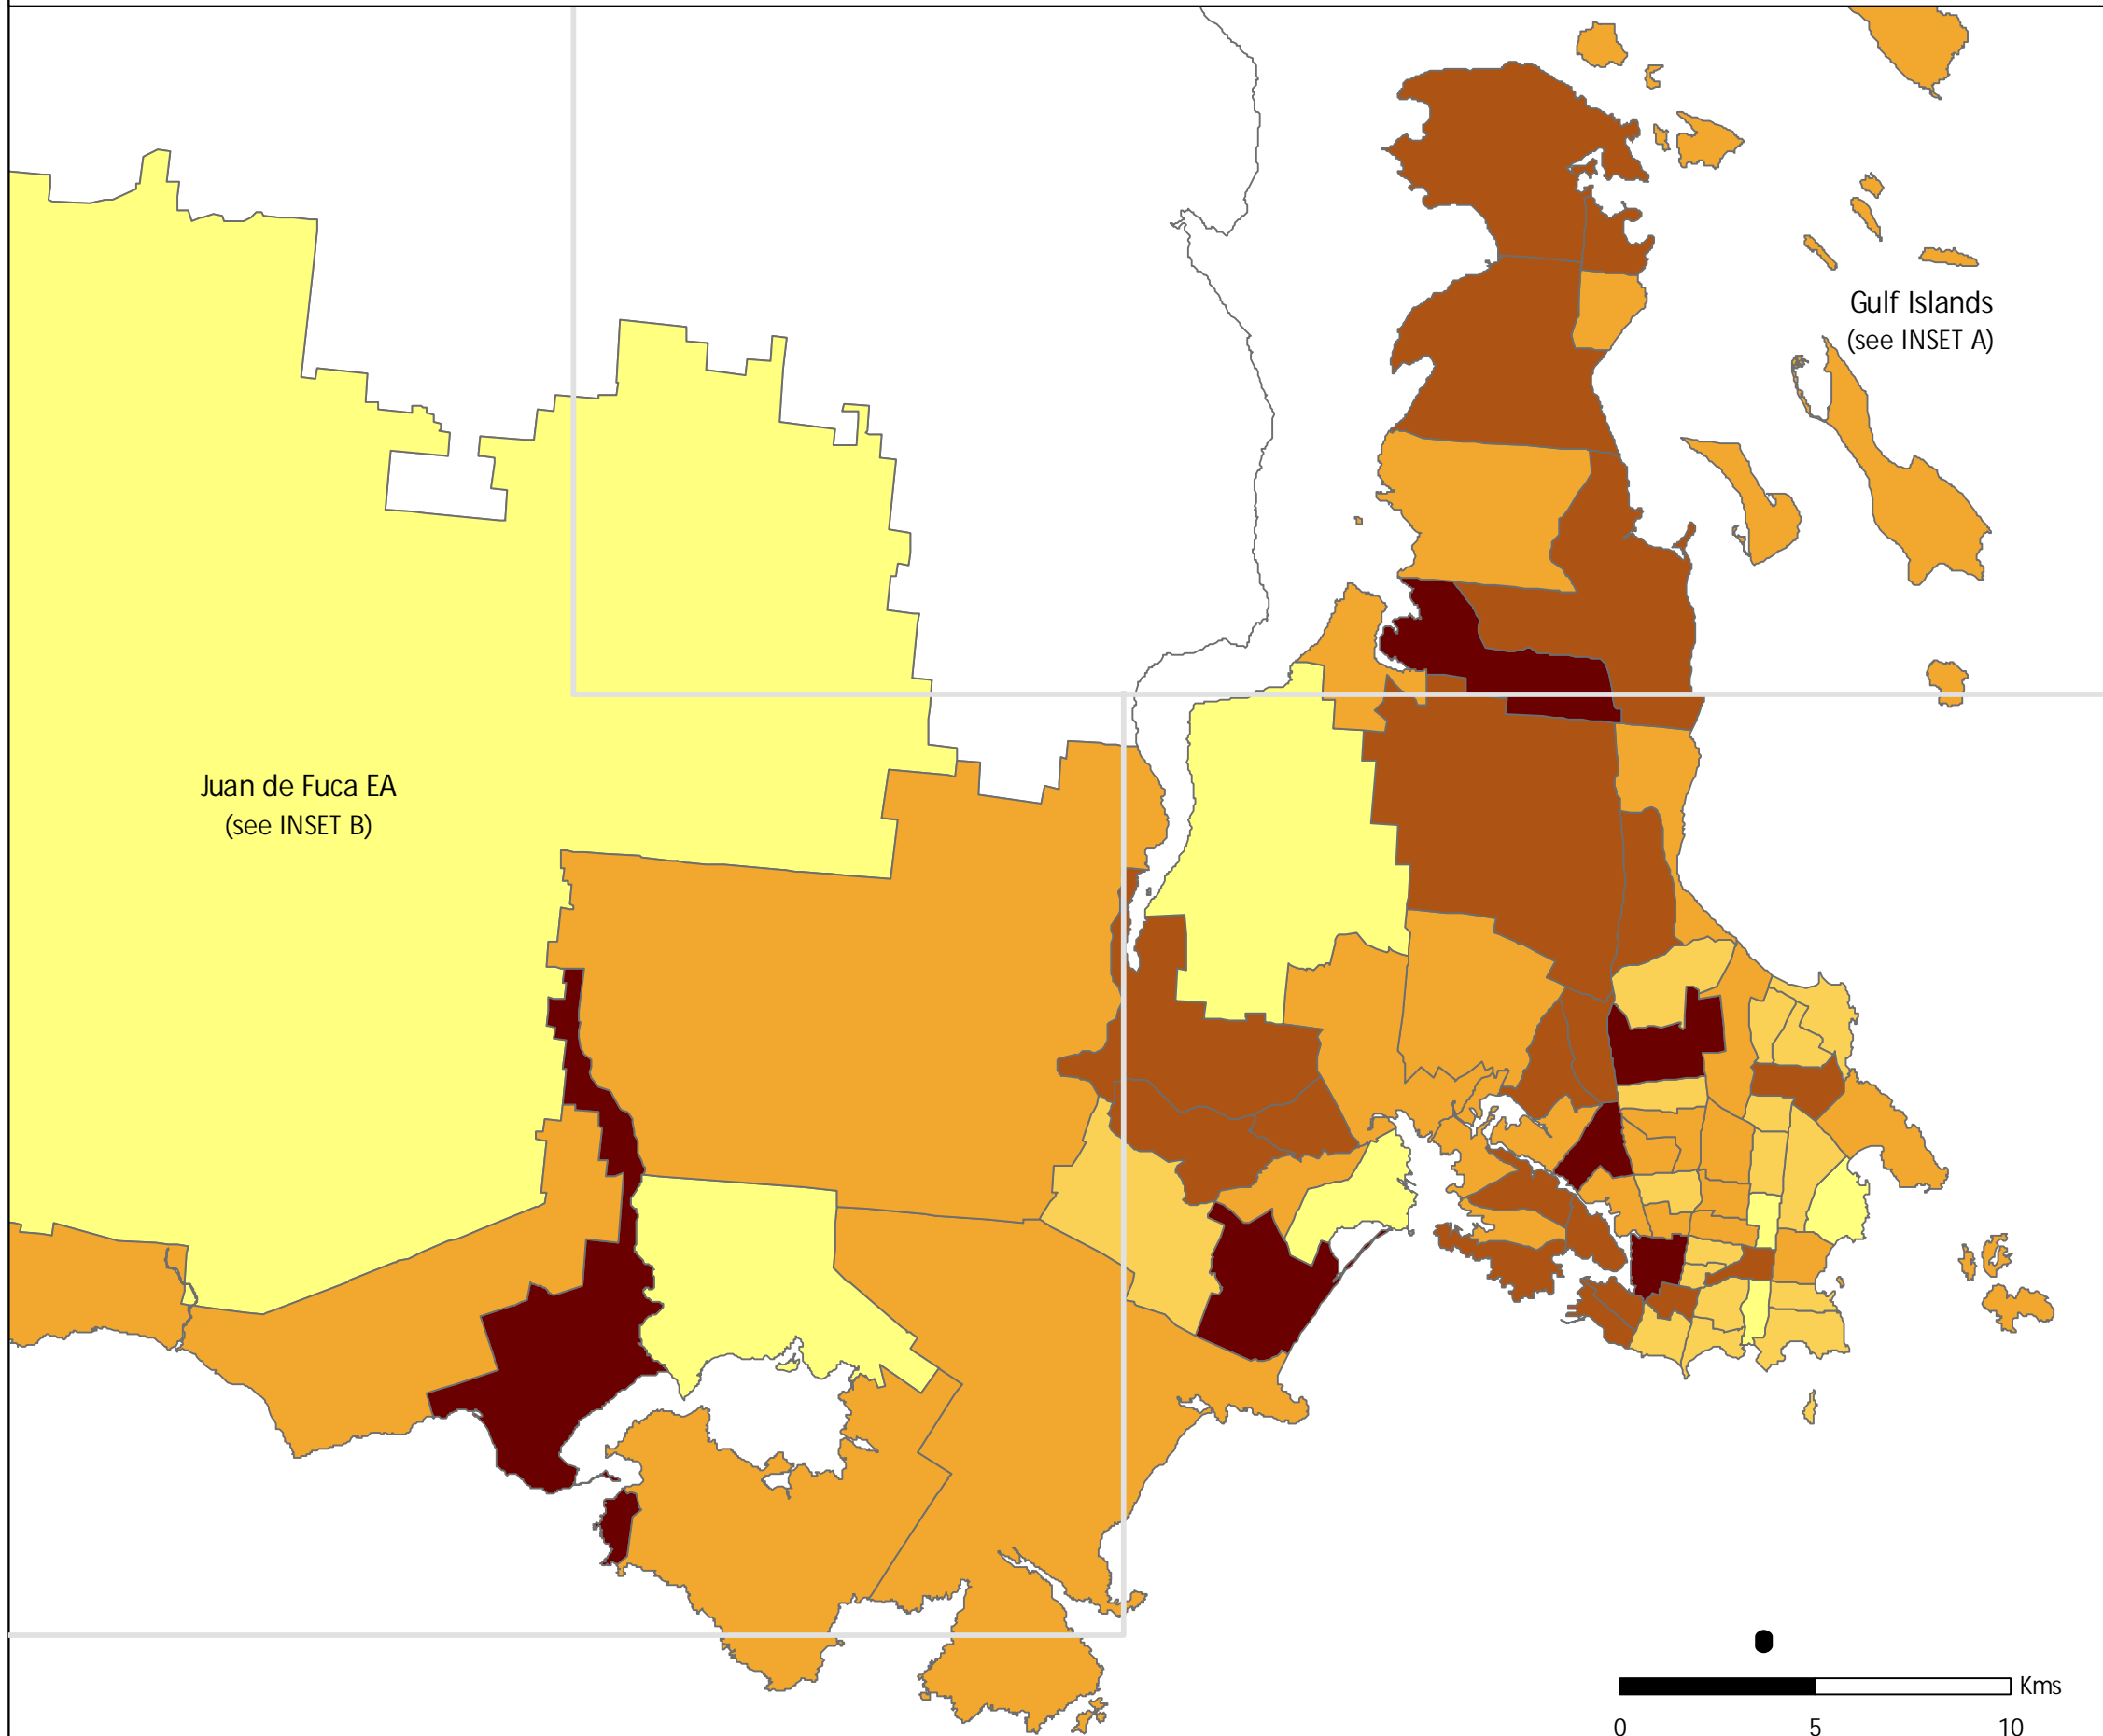 Gulf Islands
(see INSET A)
Juan de Fuca EA
(see INSET B)
Kms
0 5 10